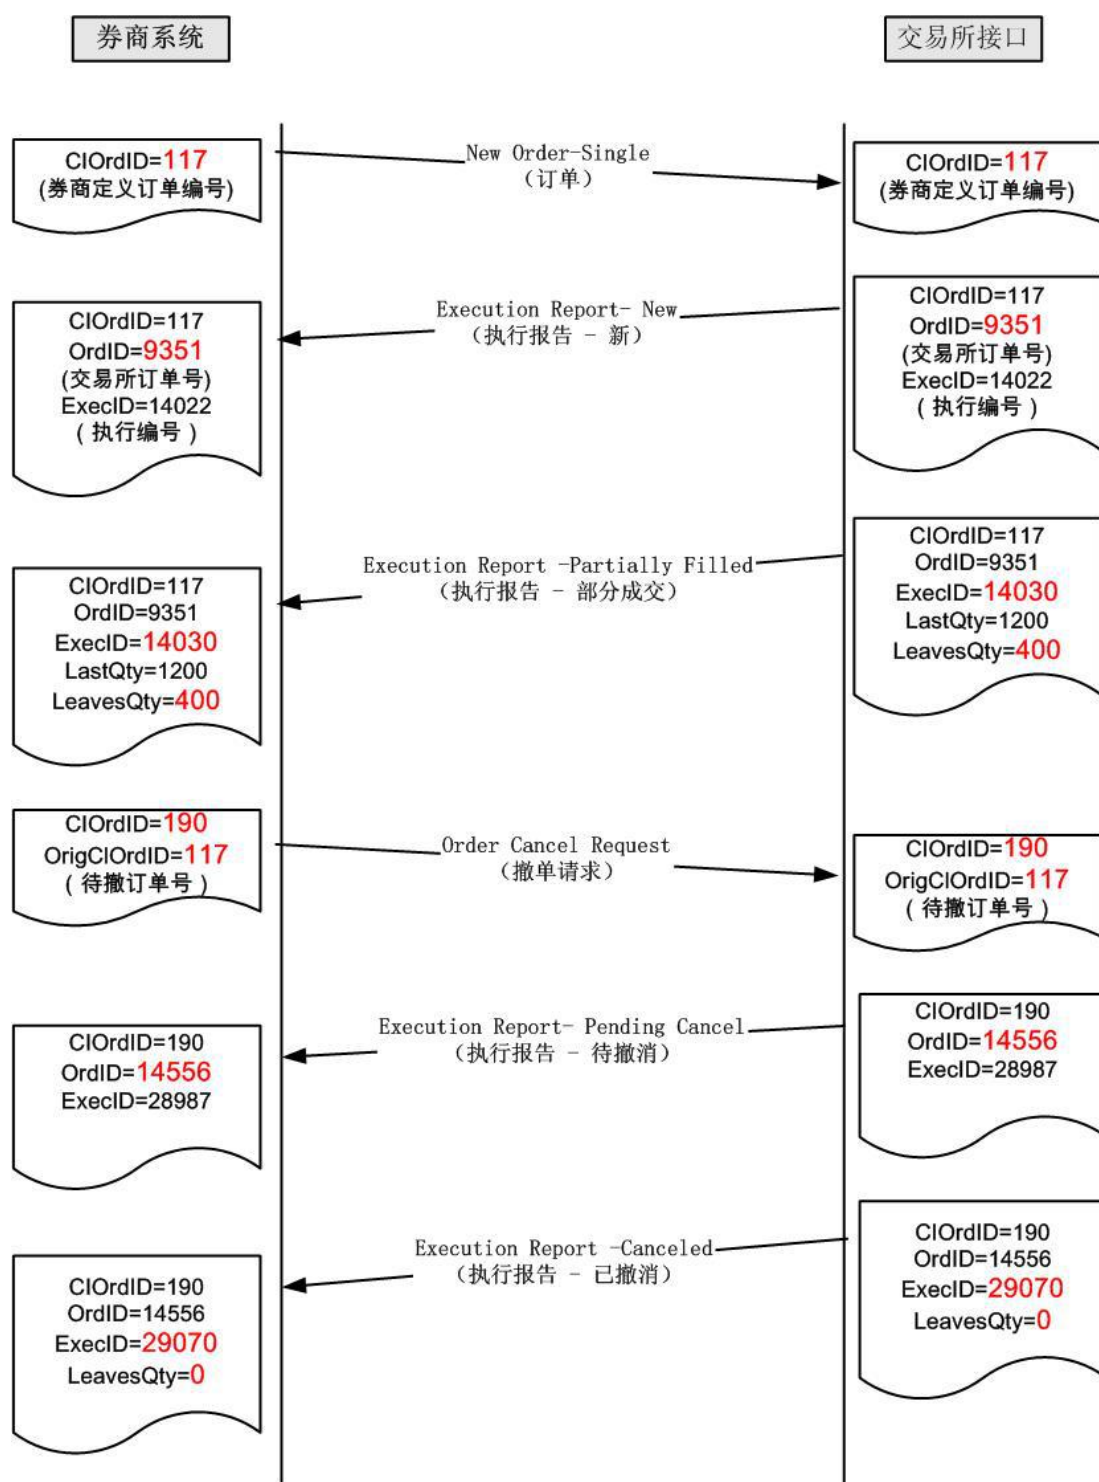 券商系统
交易所接口
ClOrdID=117
(券商定义订单编号)
New Order-Single
（订单）
ClOrdID=117
(券商定义订单编号)
ClOrdID=117
OrdID=9351
(交易所订单号)
ExecID=14022
（执行编号）
Execution Report- New
（执行报告 - 新）
ClOrdID=117
OrdID=9351
(交易所订单号)
ExecID=14022
（执行编号）
ClOrdID=117
OrdID=9351
ExecID=14030
LastQty=1200
LeavesQty=400
Execution Report -Partially Filled
（执行报告 - 部分成交）
ClOrdID=117
OrdID=9351
ExecID=14030
LastQty=1200
LeavesQty=400
ClOrdID=190
OrigClOrdID=117
（待撤订单号）
Order Cancel Request
（撤单请求）
ClOrdID=190
OrigClOrdID=117
（待撤订单号）
ClOrdID=190
OrdID=14556
ExecID=28987
Execution Report- Pending Cancel
（执行报告 - 待撤消）
ClOrdID=190
OrdID=14556
ExecID=28987
ClOrdID=190
OrdID=14556
ExecID=29070
LeavesQty=0
Execution Report -Canceled
（执行报告 - 已撤消）
ClOrdID=190
OrdID=14556
ExecID=29070
LeavesQty=0